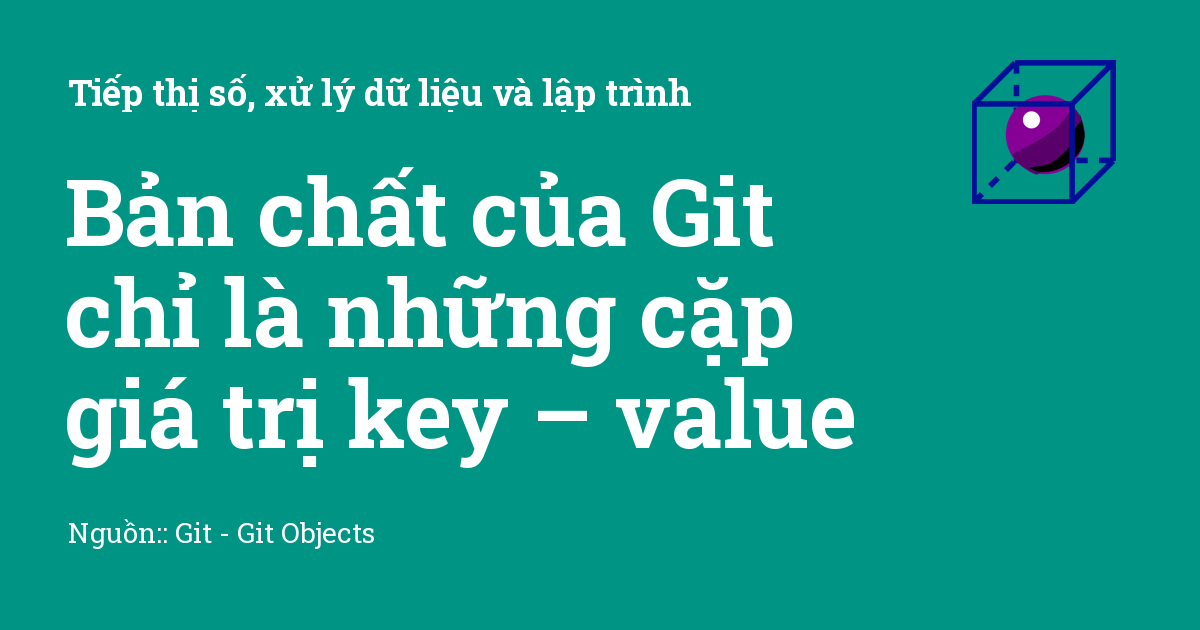 Tiếp thị số, xử lý dữ liệu và lập trình
Bản chất của Git
chỉ là những cặp
giá trị key – value
Nguồn:: Git - Git Objects